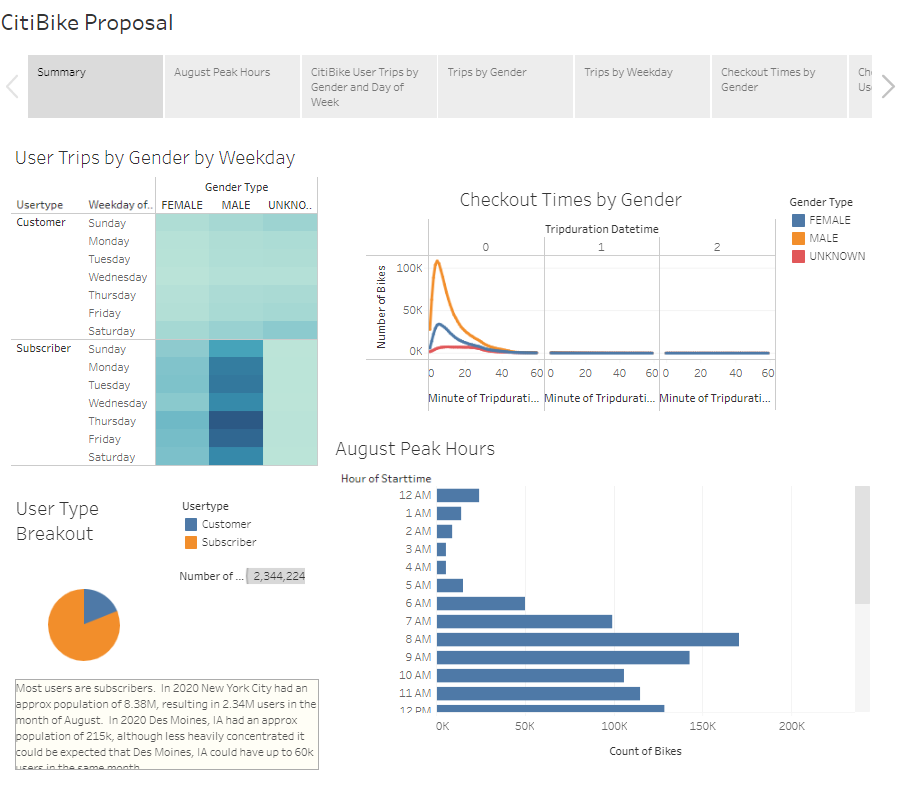 CitiBike Proposal
Summary
August Peak Hours
CitiBike User Trips by
Gender and Day of
Week
Trips by Gender
Trips by Weekday
Checkout Times by
Gender
Ch
Us
User Trips by Gender by Weekday
Gender Type
Usertype Weekday of.. FEMALE MALE UNKNO..
Customer Sunday
Monday
Tuesday
Wednesday
Thursday
Friday
Saturday
Subscriber Sunday
Monday
Tuesday
Wednesday
Thursday
Friday
Saturday
Checkout Times by Gender
Tripduration Datetime
0 1 2
Number of Bikes
100K
50K
0K
0 20 40 60 0 20 40 60 0 20 40 60
Minute of Tripdurati... Minute of Tripdurati... Minute of Tripdurati...
Gender Type
FEMALE
MALE
UNKNOWN
User Type
Breakout
Usertype
Customer
Subscriber
Number of ... 2,344,224
Most users are subscribers. In 2020 New York City had an
approx population of 8.38M, resulting in 2.34M users in the
month of August. In 2020 Des Moines, IA had an approx
population of 215k, although less heavily concentrated it
could be expected that Des Moines, IA could have up to 60k
users in the same month
August Peak Hours
Hour of Starttime
12 AM
1 AM
2 AM
3 AM
4 AM
5 AM
6 AM
7 AM
8 AM
9 AM
10 AM
11 AM
12 PM
0K 50K 100K 150K 200K
Count of Bikes